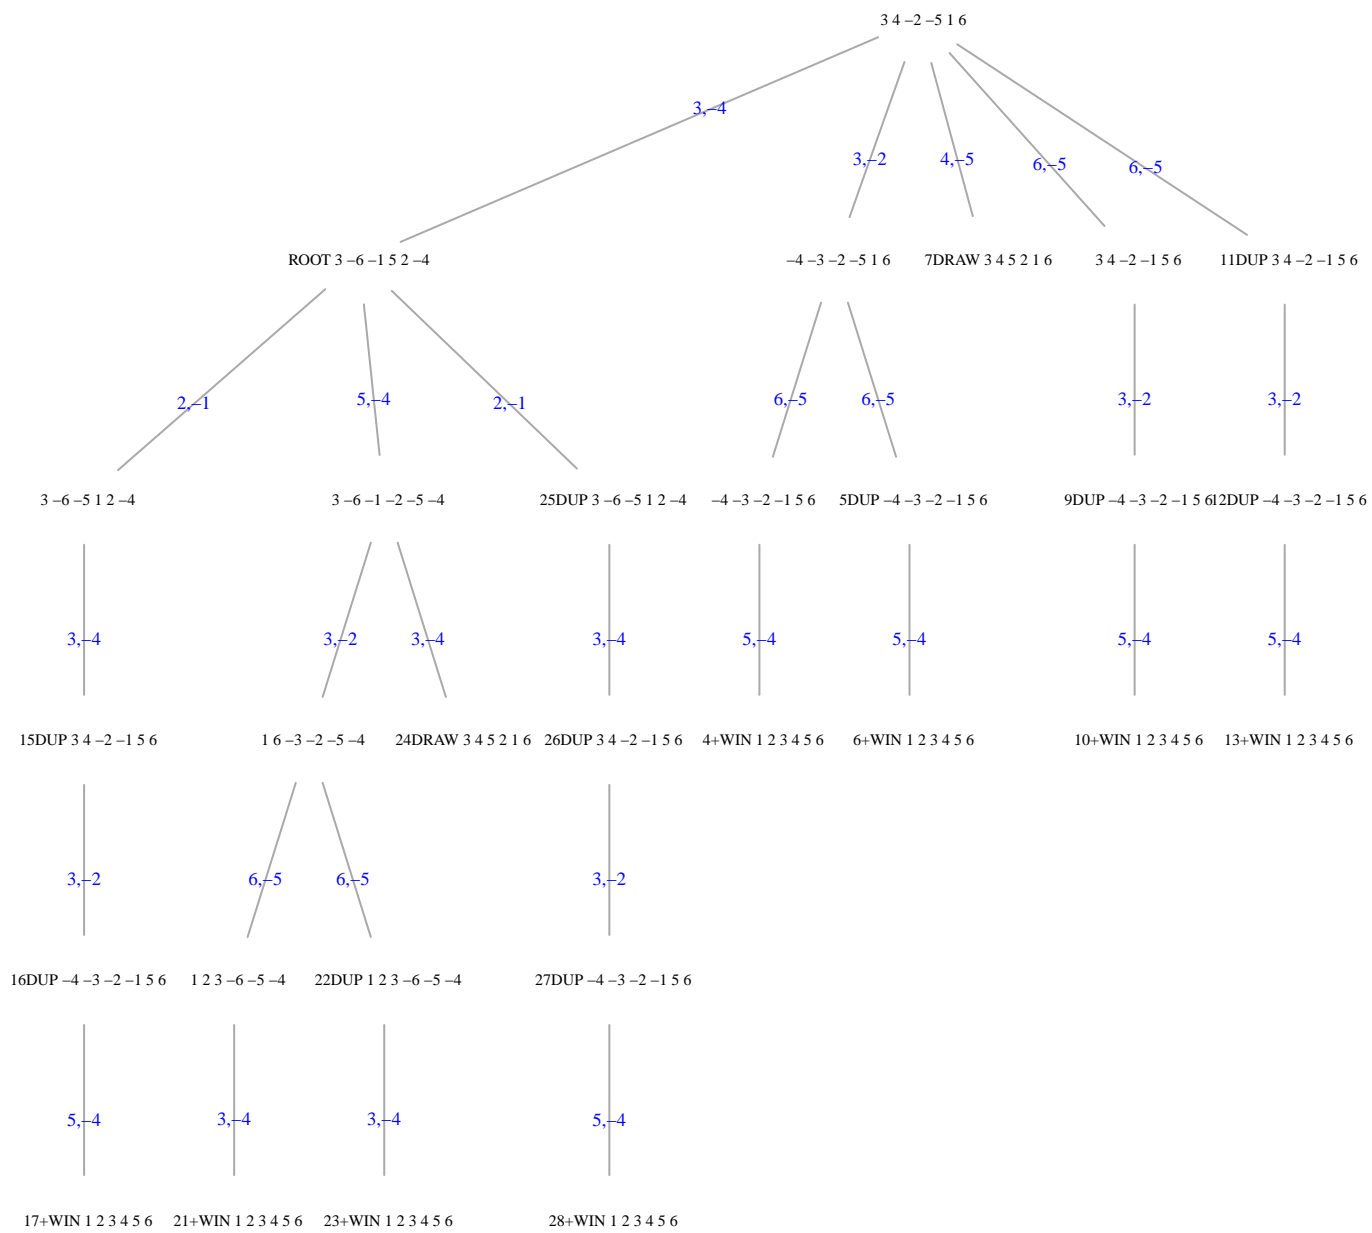 3 4 –2 –5 1 6
3,–4
3,–2
4,–5
6,–5
6,–5
ROOT 3 –6 –1 5 2 –4
–4 –3 –2 –5 1 6
7DRAW 3 4 5 2 1 6
3 4 –2 –1 5 6
11DUP 3 4 –2 –1 5 6
2,–1
5,–4
2,–1
6,–5
6,–5
3,–2
3,–2
3 –6 –5 1 2 –4
3 –6 –1 –2 –5 –4
25DUP 3 –6 –5 1 2 –4
–4 –3 –2 –1 5 6
5DUP –4 –3 –2 –1 5 6
9DUP –4 –3 –2 –1 5 6
12DUP –4 –3 –2 –1 5 6
3,–4
3,–2
3,–4
3,–4
5,–4
5,–4
5,–4
5,–4
15DUP 3 4 –2 –1 5 6
1 6 –3 –2 –5 –4
24DRAW 3 4 5 2 1 6
26DUP 3 4 –2 –1 5 6
4+WIN 1 2 3 4 5 6
6+WIN 1 2 3 4 5 6
10+WIN 1 2 3 4 5 6
13+WIN 1 2 3 4 5 6
3,–2
6,–5
6,–5
3,–2
16DUP –4 –3 –2 –1 5 6
1 2 3 –6 –5 –4
22DUP 1 2 3 –6 –5 –4
27DUP –4 –3 –2 –1 5 6
5,–4
3,–4
3,–4
5,–4
17+WIN 1 2 3 4 5 6
21+WIN 1 2 3 4 5 6
23+WIN 1 2 3 4 5 6
28+WIN 1 2 3 4 5 6